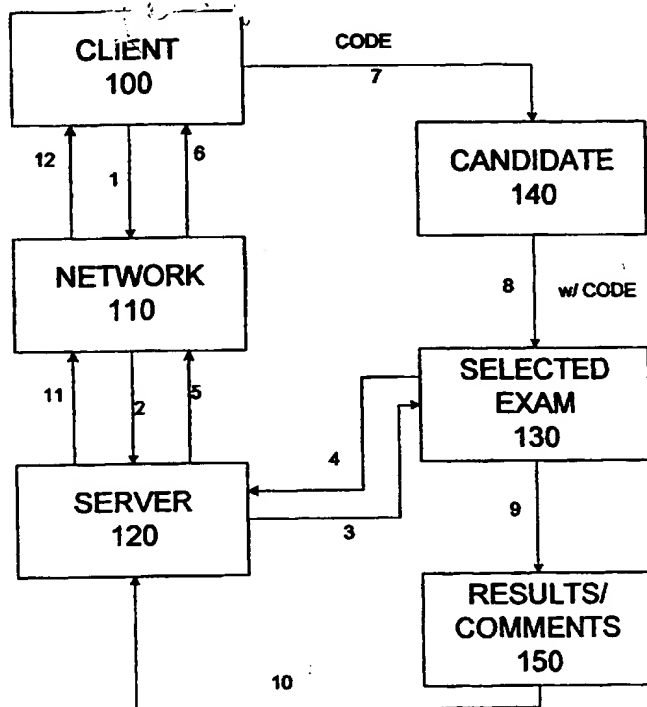 CLIENT
100
CODE
7
12
1
6
CANDIDATE
140
NETWORK
110
8
w/ CODE
11
2
5
SELECTED
EXAM
130
4
3
SERVER
120
9
RESULTS/
COMMENTS
150
10